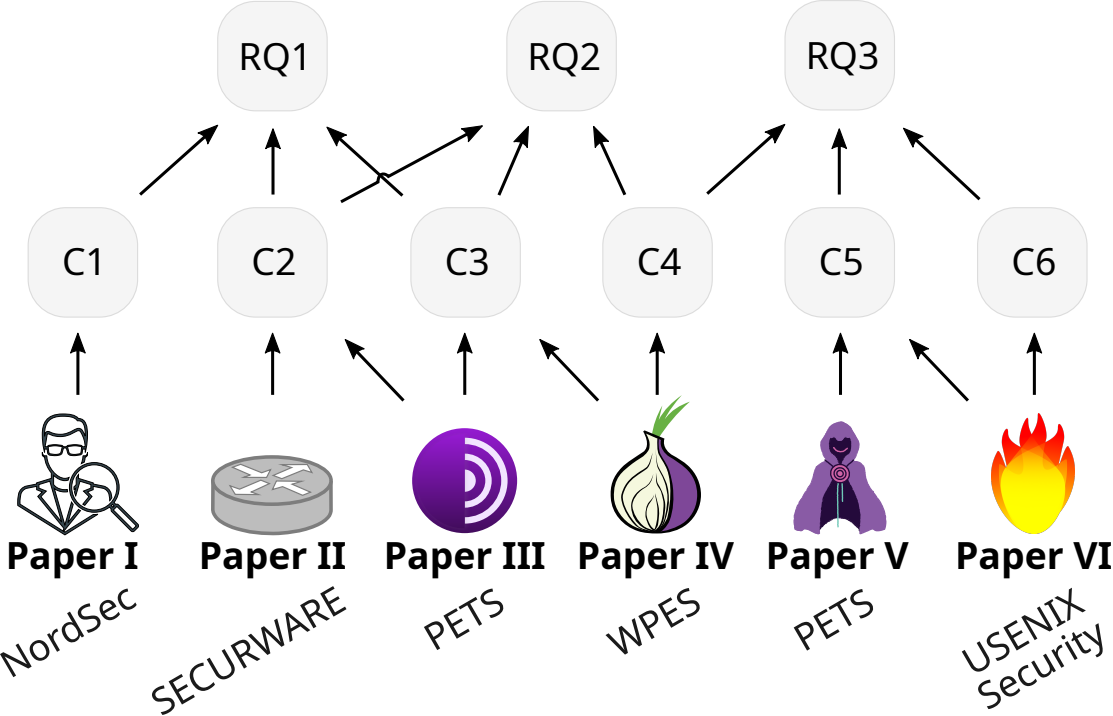 RQ1
RQ2
RQ3
C1
C2
C3
C4
C5
C6
Paper I
Paper II
Paper III
Paper IV
Paper V
Paper VI
NordSec
SECURWARE
PETS
WPES
PETS
USENIX
Security